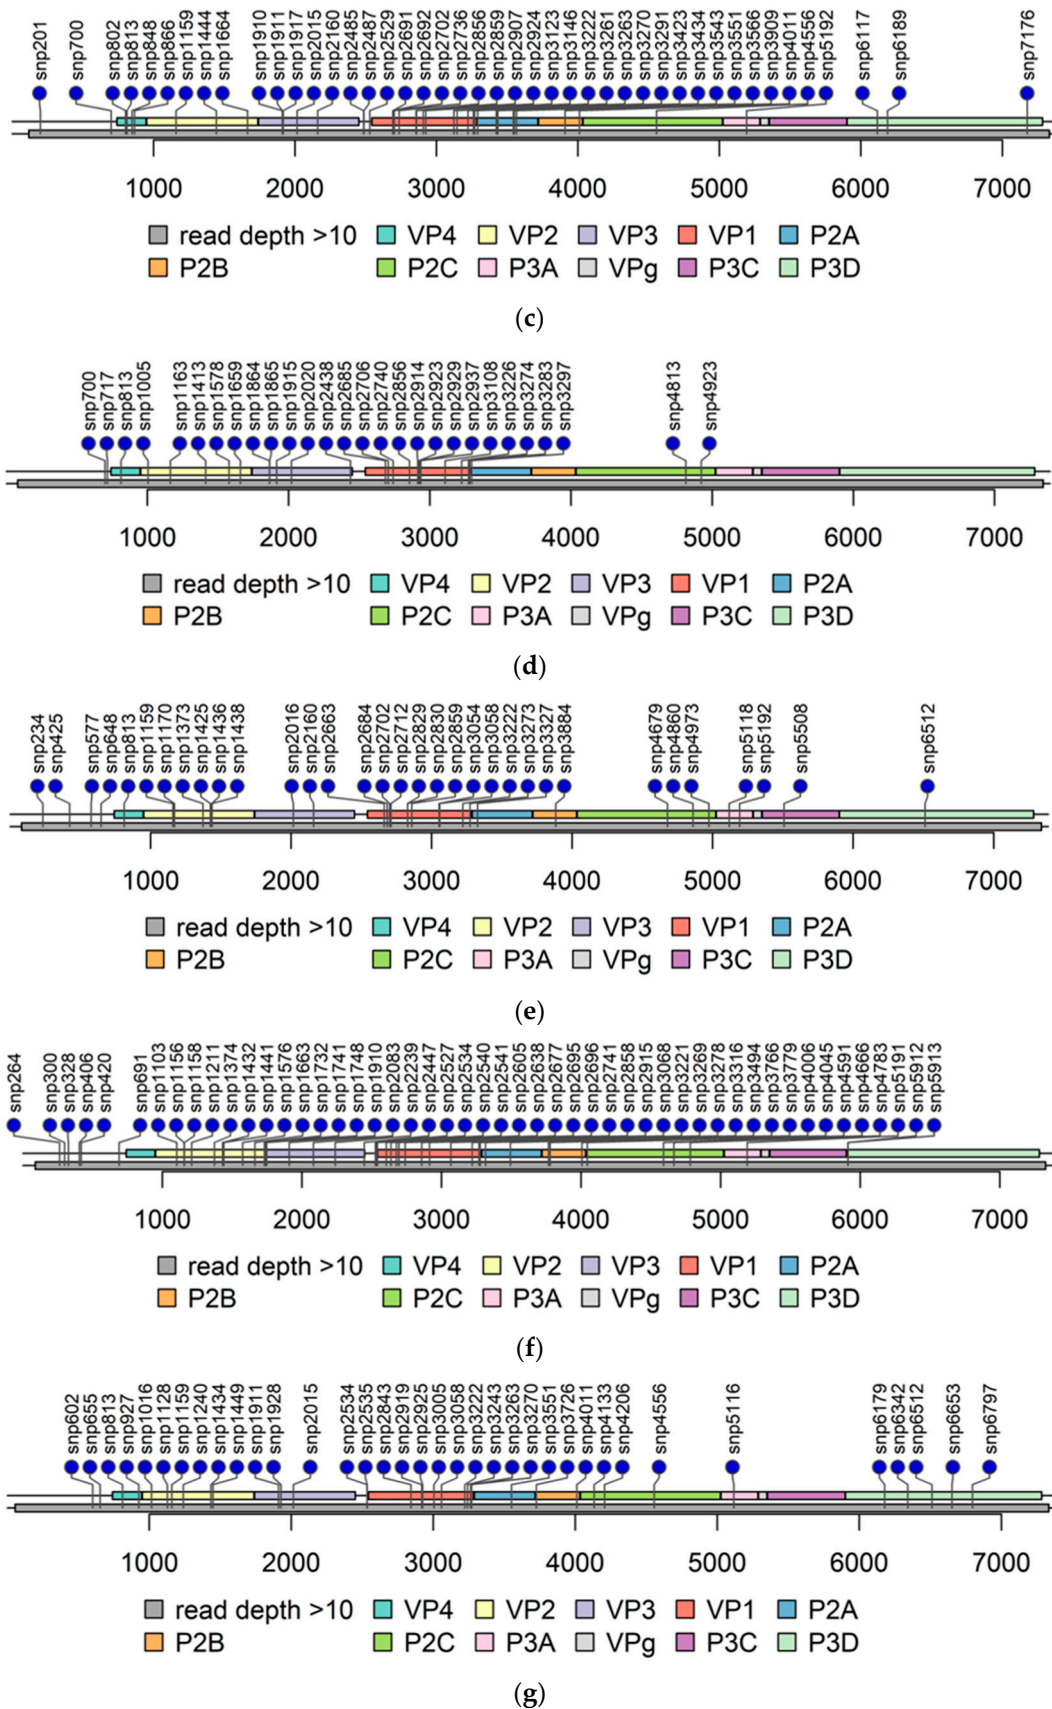 snp201 snp700 snp802 snp813 snp848 snp866 snp1159 snp1444 snp1664 snp1910 snp1911 snp1917 snp2015 snp2160 snp2485 snp2487 snp2529 snp2691 snp2692 snp2702 snp2736 snp2856 snp2859 snp2907 snp2924 snp3123 snp3146 snp3222 snp3261 snp3263 snp3270 snp3291 snp3423 snp3434 snp3543 snp3551 snp3566 snp3909 snp4011 snp4556 snp5192 snp6117 snp6189 snp7176
1000 2000 3000 4000 5000 6000 7000
read depth >10 VP4 VP2 VP3 VP1 P2A
P2B P2C P3A VPg P3C P3D
(c)
snp700 snp717 snp813 snp1005 snp1163 snp1413 snp1578 snp1659 snp1864 snp1865 snp1915 snp2020 snp2438 snp2685 snp2706 snp2740 snp2856 snp2914 snp2923 snp2929 snp2937 snp3108 snp3226 snp3274 snp3283 snp3297 snp4813 snp4923
1000 2000 3000 4000 5000 6000 7000
read depth >10 VP4 VP2 VP3 VP1 P2A
P2B P2C P3A VPg P3C P3D
(d)
snp234 snp425 snp577 snp648 snp813 snp1159 snp1170 snp1373 snp1425 snp1436 snp1438 snp2016 snp2160 snp2663 snp2684 snp2702 snp2712 snp2829 snp2830 snp2859 snp3054 snp3058 snp3222 snp3273 snp3327 snp3884 snp4679 snp4860 snp4973 snp5118 snp5192 snp5508 snp6512
1000 2000 3000 4000 5000 6000 7000
read depth >10 VP4 VP2 VP3 VP1 P2A
P2B P2C P3A VPg P3C P3D
(e)
snp264 snp300 snp328 snp406 snp420 snp691 snp1103 snp1156 snp1158 snp1211 snp1374 snp1432 snp1441 snp1576 snp1663 snp1732 snp1741 snp1748 snp1910 snp2083 snp2239 snp2447 snp2527 snp2534 snp2540 snp2541 snp2605 snp2638 snp2677 snp2695 snp2696 snp2741 snp2858 snp2915 snp3068 snp3221 snp3269 snp3278 snp3316 snp3494 snp3766 snp3779 snp4006 snp4045 snp4591 snp4666 snp4783 snp5191 snp5912 snp5913
1000 2000 3000 4000 5000 6000 7000
read depth >10 VP4 VP2 VP3 VP1 P2A
P2B P2C P3A VPg P3C P3D
(f)
snp602 snp655 snp813 snp927 snp1016 snp1128 snp1159 snp1240 snp1434 snp1449 snp1911 snp1928 snp2015 snp2534 snp2535 snp2843 snp2919 snp2925 snp3005 snp3058 snp3222 snp3243 snp3263 snp3270 snp3551 snp3726 snp4011 snp4133 snp4206 snp4556 snp5116 snp6179 snp6342 snp6512 snp6653 snp6797
1000 2000 3000 4000 5000 6000 7000
read depth >10 VP4 VP2 VP3 VP1 P2A
P2B P2C P3A VPg P3C P3D
(g)